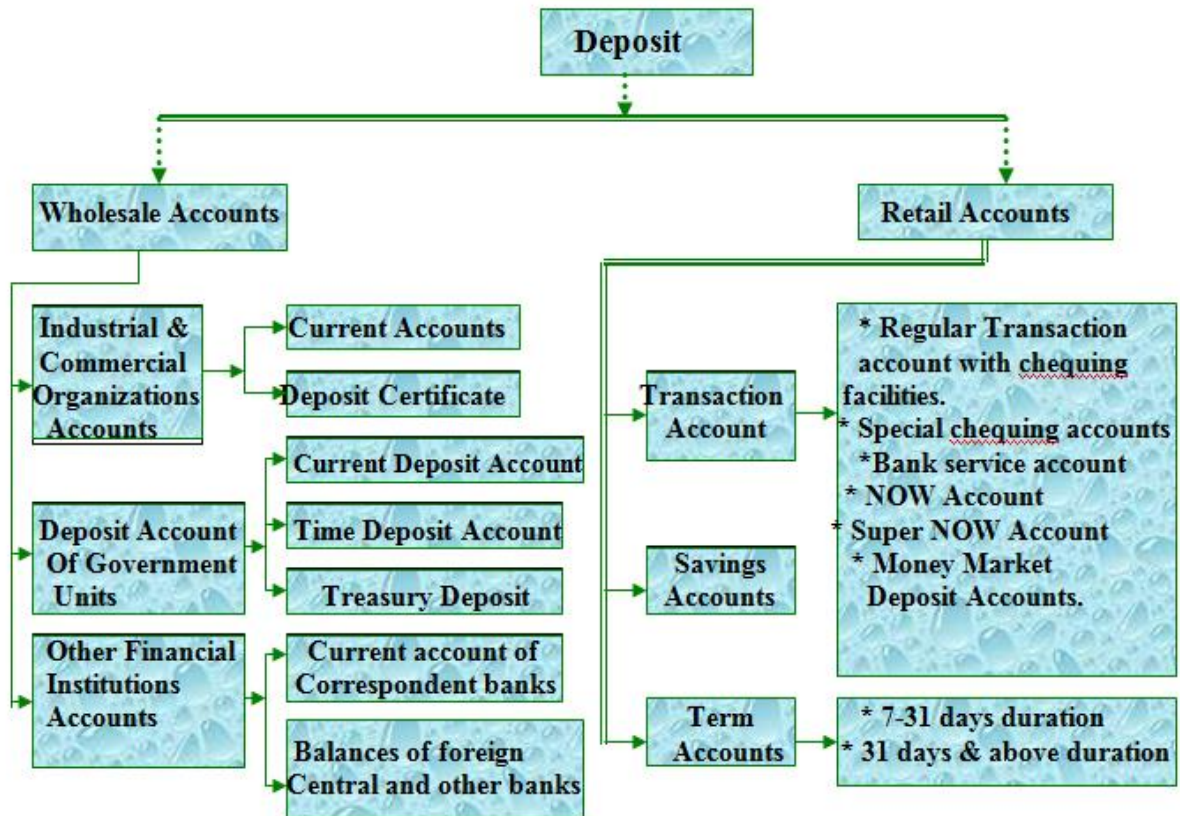 Deposit
Wholesale Accounts
Retail Accounts
Industrial &
Commercial
Organizations
Accounts
Current Accounts
Deposit Certificate
Deposit Account
Of Government
Units
Current Deposit Account
Time Deposit Account
Treasury Deposit
Other Financial
Institutions
Accounts
Current account of
Correspondent banks
Balances of foreign
Central and other banks
Transaction
Account
* Regular Transaction
account with chequing
facilities.
* Special chequing accounts
*Bank service account
* NOW Account
* Super NOW Account
* Money Market
Deposit Accounts.
Savings
Accounts
Term
Accounts
* 7-31 days duration
* 31 days & above duration